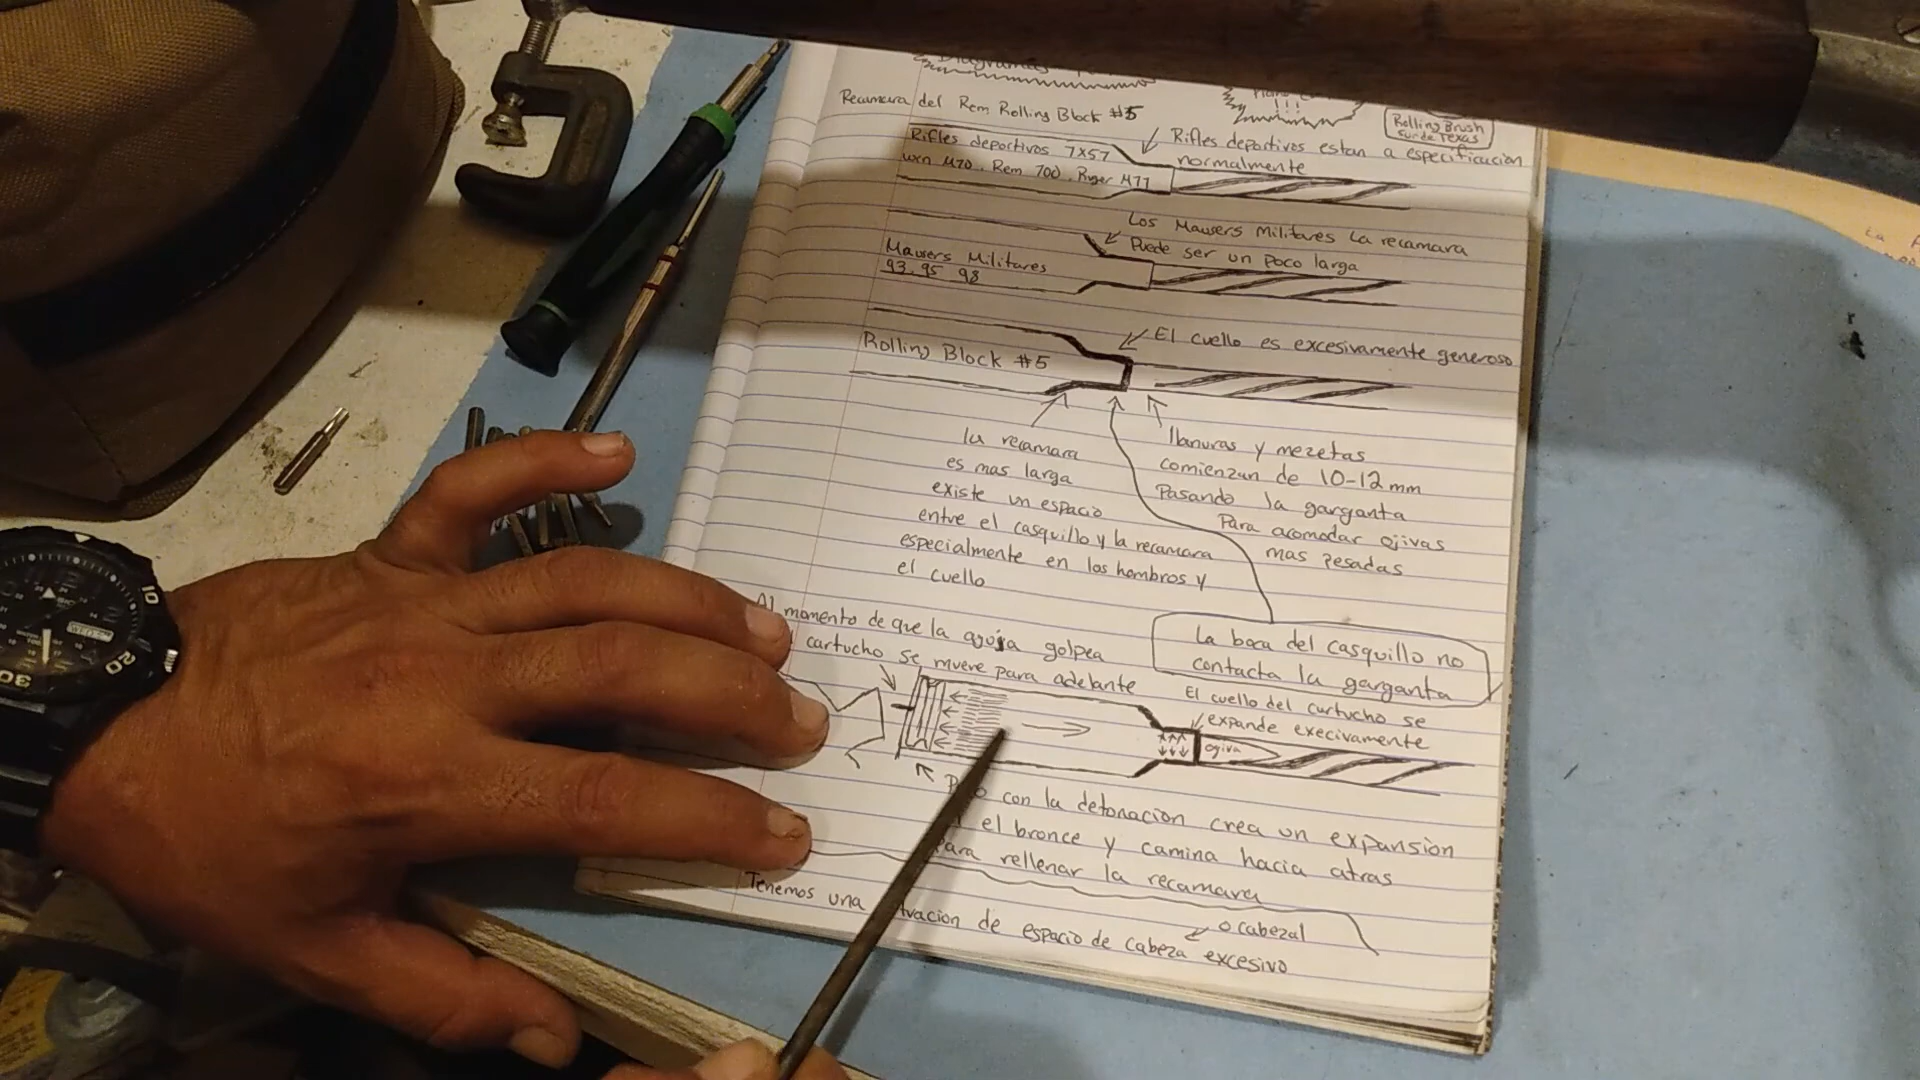 Diagramas
!!!
Recamara del Rem Rolling Block #5
Rolling Brush
Sur de Texas
Rifles deportivos 7x57
Win M70, Rem 700, Ruger M77
Rifles deportivos estan a especificacion
normalmente
Los Mausers Militares La recamara
Puede ser un poco larga
Mausers Militares
93, 95 98
Rolling Block #5
El cuello es excesivamente generoso
la recamara
es mas larga
existe un espacio
entre el casquillo y la recamara
especialmente en los hombros y
el cuello
llanuras y mezetas
comienzan de 10-12 mm
Pasando la garganta
Para acomodar ojivas
mas pesadas
La boca del casquillo no
contacta la garganta
Al momento de que la aguja golpea
cartucho se mueve para adelante
El cuello del cartucho se
expande execivamente
ojiva
con la detonacion crea un expansion
el bronce y camina hacia atras
Para rellenar la recamara
Tenemos una
de espacio de cabeza excesivo
o cabezal
10
20
30